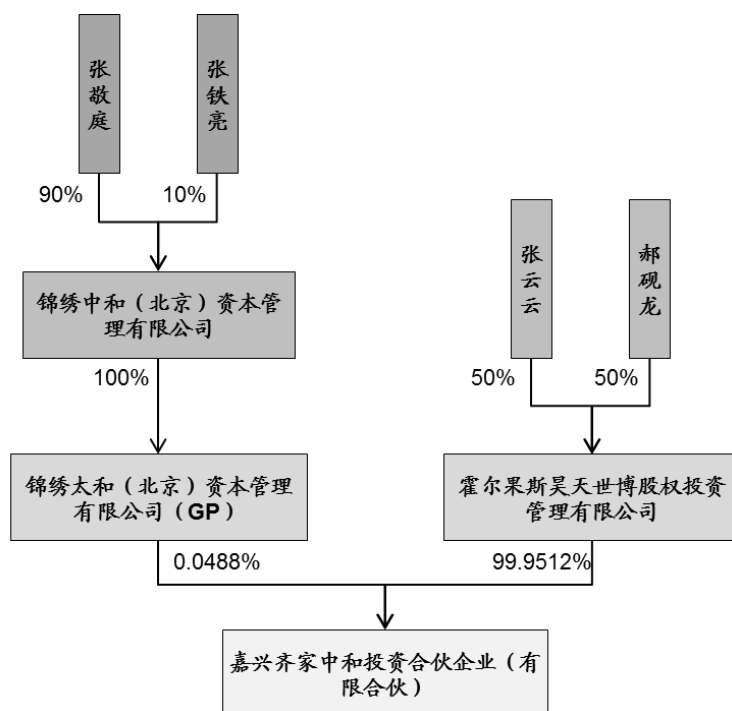 张敬庭
张铁亮
90%
10%
锦绣中和（北京）资本管
理有限公司
张云云
郝砚龙
100%
50%
50%
锦绣太和（北京）资本管理
有限公司（GP）
霍尔果斯昊天世博股权投资
管理有限公司
0.0488%
99.9512%
嘉兴齐家中和投资合伙企业（有
限合伙）